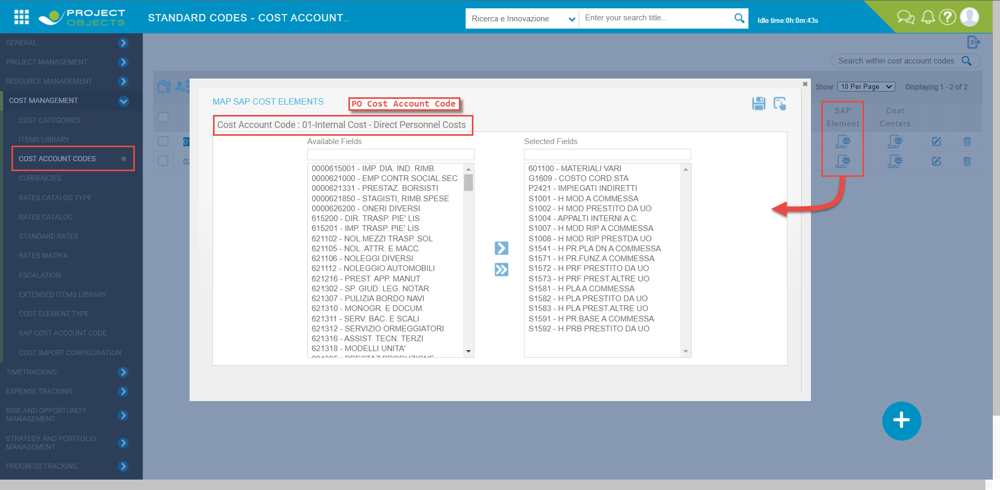 PROJECT
OBJECTS
STANDARD CODES - COST ACCOUNT...
Ricerca e Innovazione
Enter your search title...
Idle time:0h:0m:43s
GENERAL
PROJECT MANAGEMENT
RESOURCE MANAGEMENT
COST MANAGEMENT
COST CATEGORIES
ITEMS LIBRARY
COST ACCOUNT CODES
CURRENCIES
RATES CATALOG TYPE
RATES CATALOG
STANDARD RATES
RATES MATRIX
ESCALATION
EXTENDED ITEMS LIBRARY
COST ELEMENT TYPE
SAP COST ACCOUNT CODE
COST IMPORT CONFIGURATION
TIMETRACKING
EXPENSE TRACKING
RISK AND OPPORTUNITY
MANAGEMENT
STRATEGY AND PORTFOLIO
MANAGEMENT
PROGRESS TRACKING
Search within cost account codes
Show 10 Per Page Displaying 1 - 2 of 2
SAP
Element
Cost
Centers
01
02
MAP SAP COST ELEMENTS
PO Cost Account Code
Cost Account Code : 01-Internal Cost - Direct Personnel Costs
Available Fields
0000615001 - IMP. DIA. IND. RIMB.
0000621000 - EMP CONTR SOCIAL SEC
0000621331 - PRESTAZ. BORSISTI
0000621850 - STAGISTI, RIMB.SPESE
0000626200 - ONERI DIVERSI
615200 - DIR. TRASP. PIE' LIS
615201 - IMP. TRASP. PIE' LIS
621102 - NOL.MEZZI TRASP. SOL
621105 - NOL. ATTR. E MACC.
621106 - NOLEGGI DIVERSI
621112 - NOLEGGIO AUTOMOBILI
621216 - PREST. APP. MANUT
621302 - SP. GIUD. LEG. NOTAR
621307 - PULIZIA BORDO NAVI
621310 - MONOGR. E DOCUM.
621311 - SERV. BAC. E SCALI
621312 - SERVIZIO ORMEGGIATORI
621316 - ASSIST. TECN. TERZI
621318 - MODELLI UNITA'
Selected Fields
601100 - MATERIALI VARI
G1609 - COSTO CORD.STA
P2421 - IMPIEGATI INDIRETTI
S1001 - H MOD A COMMESSA
S1002 - H MOD PRESTITO DA UO
S1004 - APPALTI INTERNI A C.
S1007 - H MOD RIP A COMMESSA
S1008 - H MOD RIP PRESTDA UO
S1541 - H PR.PLA DN A COMMESSA
S1571 - H PR.FUNZ.A COMMESSA
S1572 - H PRF PRESTITO DA UO
S1573 - H PRF PREST.ALTRE UO
S1581 - H PLA A COMMESSA
S1582 - H PLA PRESTITO DA UO
S1583 - H PLA PREST.ALTRE UO
S1591 - H PR.BASE A COMMESSA
S1592 - H PRB PRESTITO DA UO